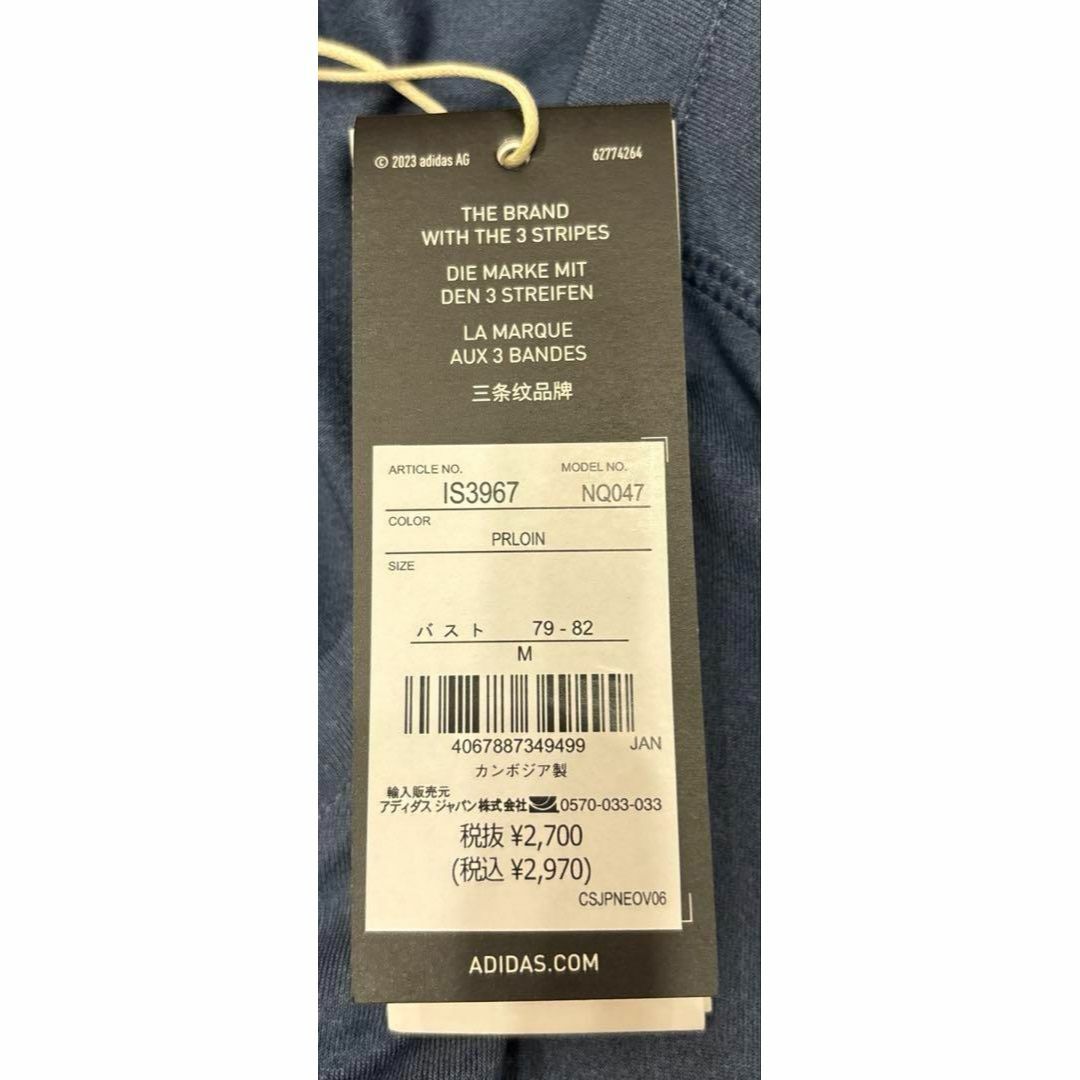 © 2023 adidas AG 62774264
THE BRAND
WITH THE 3 STRIPES
DIE MARKE MIT
DEN 3 STREIFEN
LA MARQUE
AUX 3 BANDES
三条纹品牌
ARTICLE NO. MODEL NO.
IS3967 NQ047
COLOR
PRLOIN
SIZE
バスト 79 - 82
M
4067887349499 JAN
カンボジア製
輸入販売元
アディダス ジャパン株式会社 0570-033-033
税抜 ¥2,700
(税込 ¥2,970)
CSJPNEOV06
ADIDAS.COM